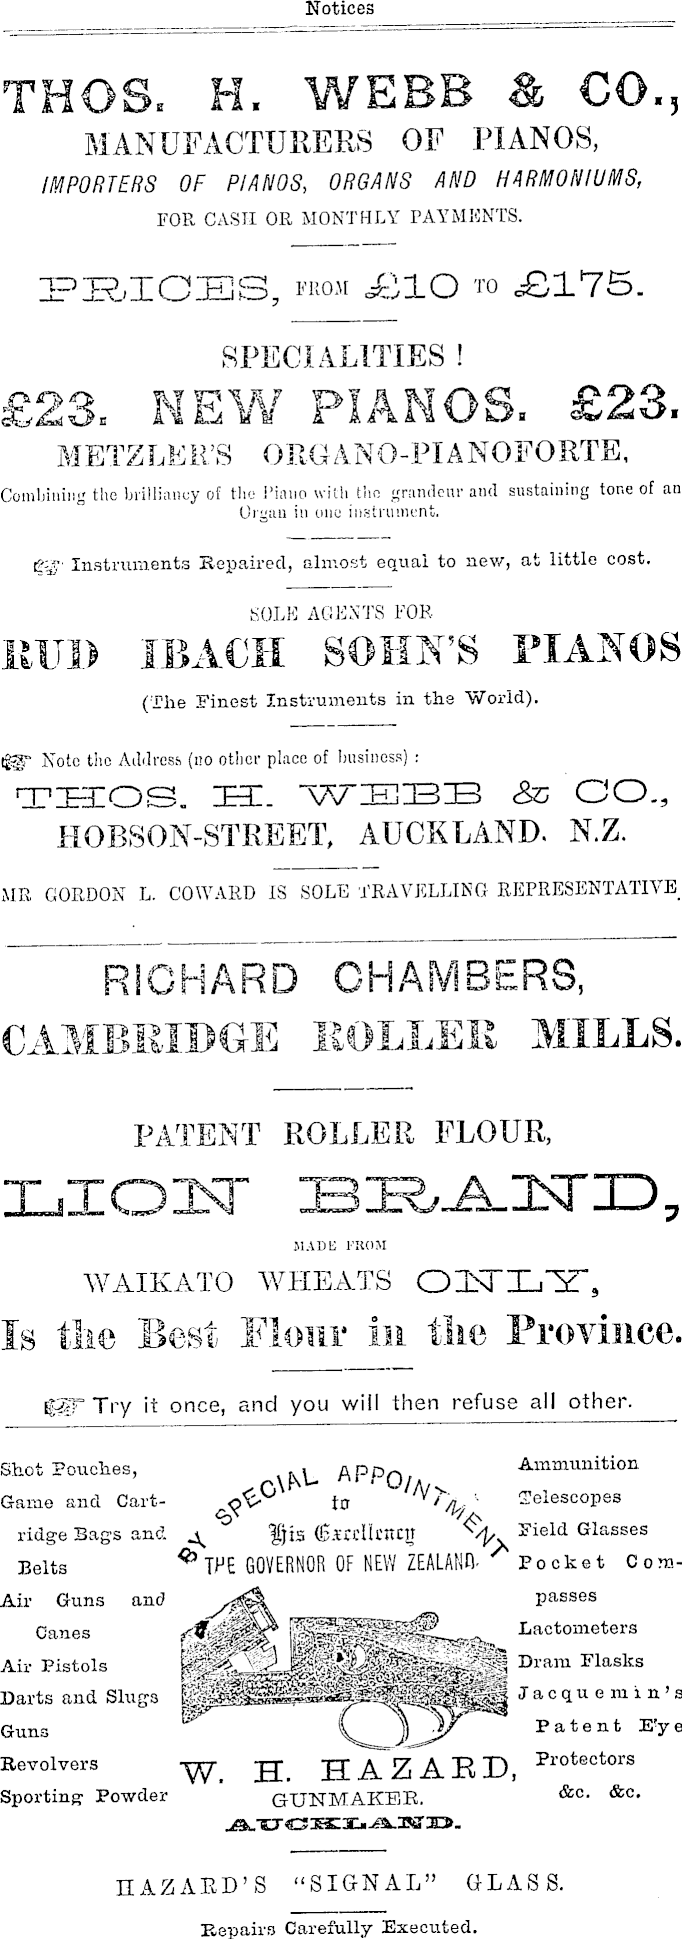 Notices
THOS. H. WEBB & CO.,
MANUFACTURERS OF PIANOS,
IMPORTERS OF PIANOS, ORGANS AND HARMONIUMS,
FOR CASH OR MONTHLY PAYMENTS.
PRICES, FROM £10 TO £175.
SPECIALITIES !
£23. NEW PIANOS. £23.
METZLER'S ORGANO-PIANOFORTE,
Combining the brilliancy of the Piano with the grandeur and sustaining tone of an
Organ in one instrument.
☞ Instruments Repaired, almost equal to new, at little cost.
SOLE AGENTS FOR
RUD IBACH SOHN'S PIANOS
(The Finest Instruments in the World).
☞ Note the Address (no other place of business) :
THOS. H. WEBB & CO.,
HOBSON-STREET, AUCKLAND. N.Z.
MR GORDON L. COWARD IS SOLE TRAVELLING REPRESENTATIVE.
RICHARD CHAMBERS,
CAMBRIDGE ROLLER MILLS.
PATENT ROLLER FLOUR,
LION BRAND,
MADE FROM
WAIKATO WHEATS ONLY,
Is the Best Flour in the Province.
☞ Try it once, and you will then refuse all other.
Shot Pouches,
Game and Cart-
ridge Bags and
Belts
Air Guns and
Canes
Air Pistols
Darts and Slugs
Guns
Revolvers
Sporting Powder
BY SPECIAL APPOINTMENT
to
His Excellency
THE GOVERNOR OF NEW ZEALAND.
W. H. HAZARD,
GUNMAKER.
AUCKLAND.
Ammunition
Telescopes
Field Glasses
Pocket Com-
passes
Lactometers
Dram Flasks
Jacquemin's
Patent Eye
Protectors
&c. &c.
HAZARD'S "SIGNAL" GLASS.
Repairs Carefully Executed.